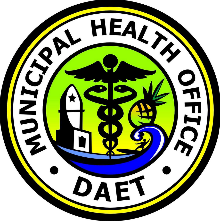 MUNICIPAL HEALTH OFFICE
• DAET •